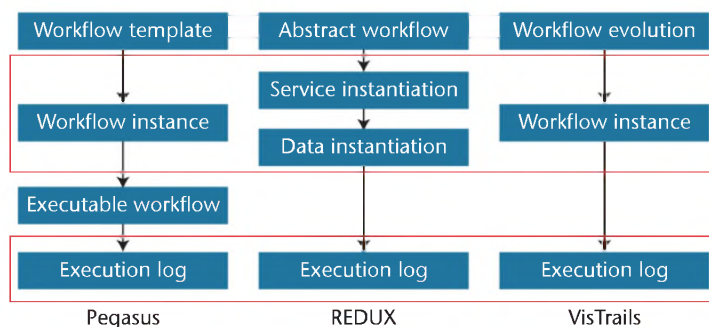 Workflow template
Abstract workflow
Workflow evolution
Service instantiation
Workflow instance
Workflow instance
Data instantiation
Executable workflow
Execution log
Execution log
Execution log
Pegasus
REDUX
VisTrails